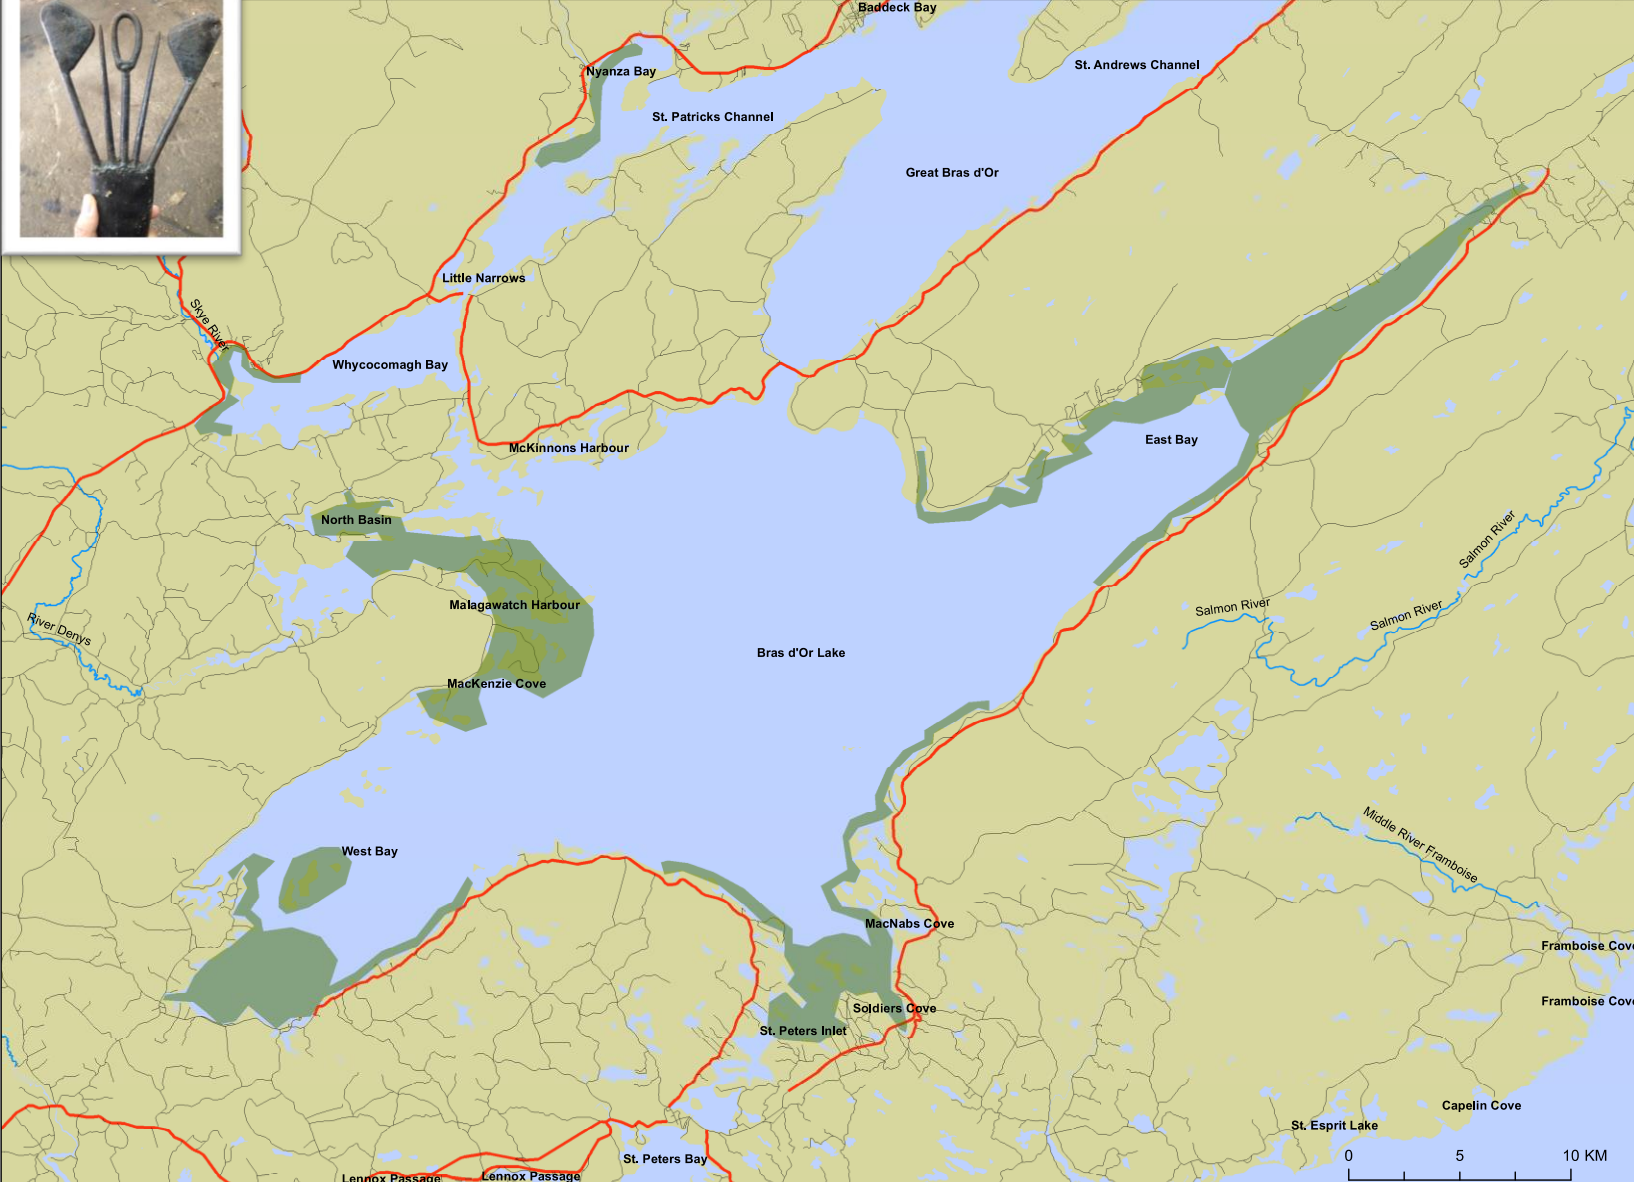 Baddeck Bay
St. Andrews Channel
Nyanza Bay
St. Patricks Channel
Great Bras d'Or
Little Narrows
Skye River
Whycocomagh Bay
East Bay
McKinnons Harbour
North Basin
Salmon River
Malagawatch Harbour
Salmon River
Salmon River
River Denys
Bras d'Or Lake
MacKenzie Cove
Middle River Framboise
West Bay
MacNabs Cove
Framboise Cove
Framboise Cove
Soldiers Cove
St. Peters Inlet
Capelin Cove
St. Esprit Lake
St. Peters Bay
Lennox Passage
Lennox Passage
0 5 10 KM